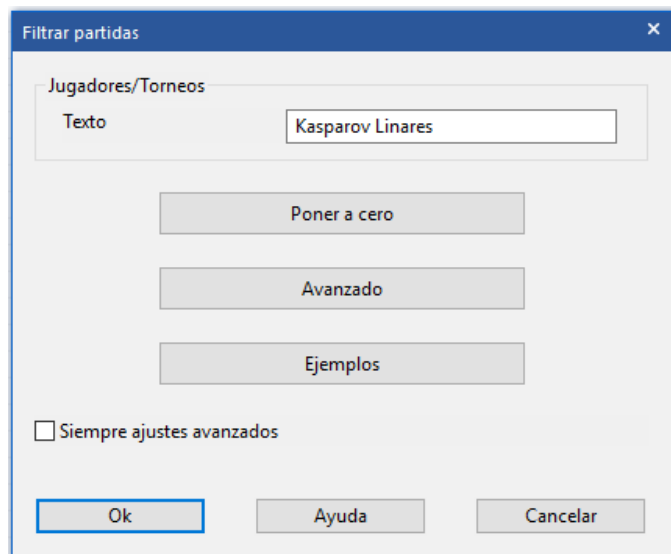 Filtrar partidas
Jugadores/Torneos
Texto Kasparov Linares
Poner a cero
Avanzado
Ejemplos
Siempre ajustes avanzados
Ok Ayuda Cancelar